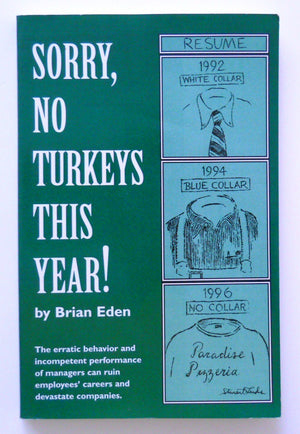 SORRY,
NO
TURKEYS
THIS
YEAR!
by Brian Eden
The erratic behavior and
incompetent performance
of managers can ruin
employees' careers and
devastate companies.
RESUME
1992
WHITE COLLAR
1994
BLUE COLLAR
1996
NO COLLAR
Paradise
Pizzeria